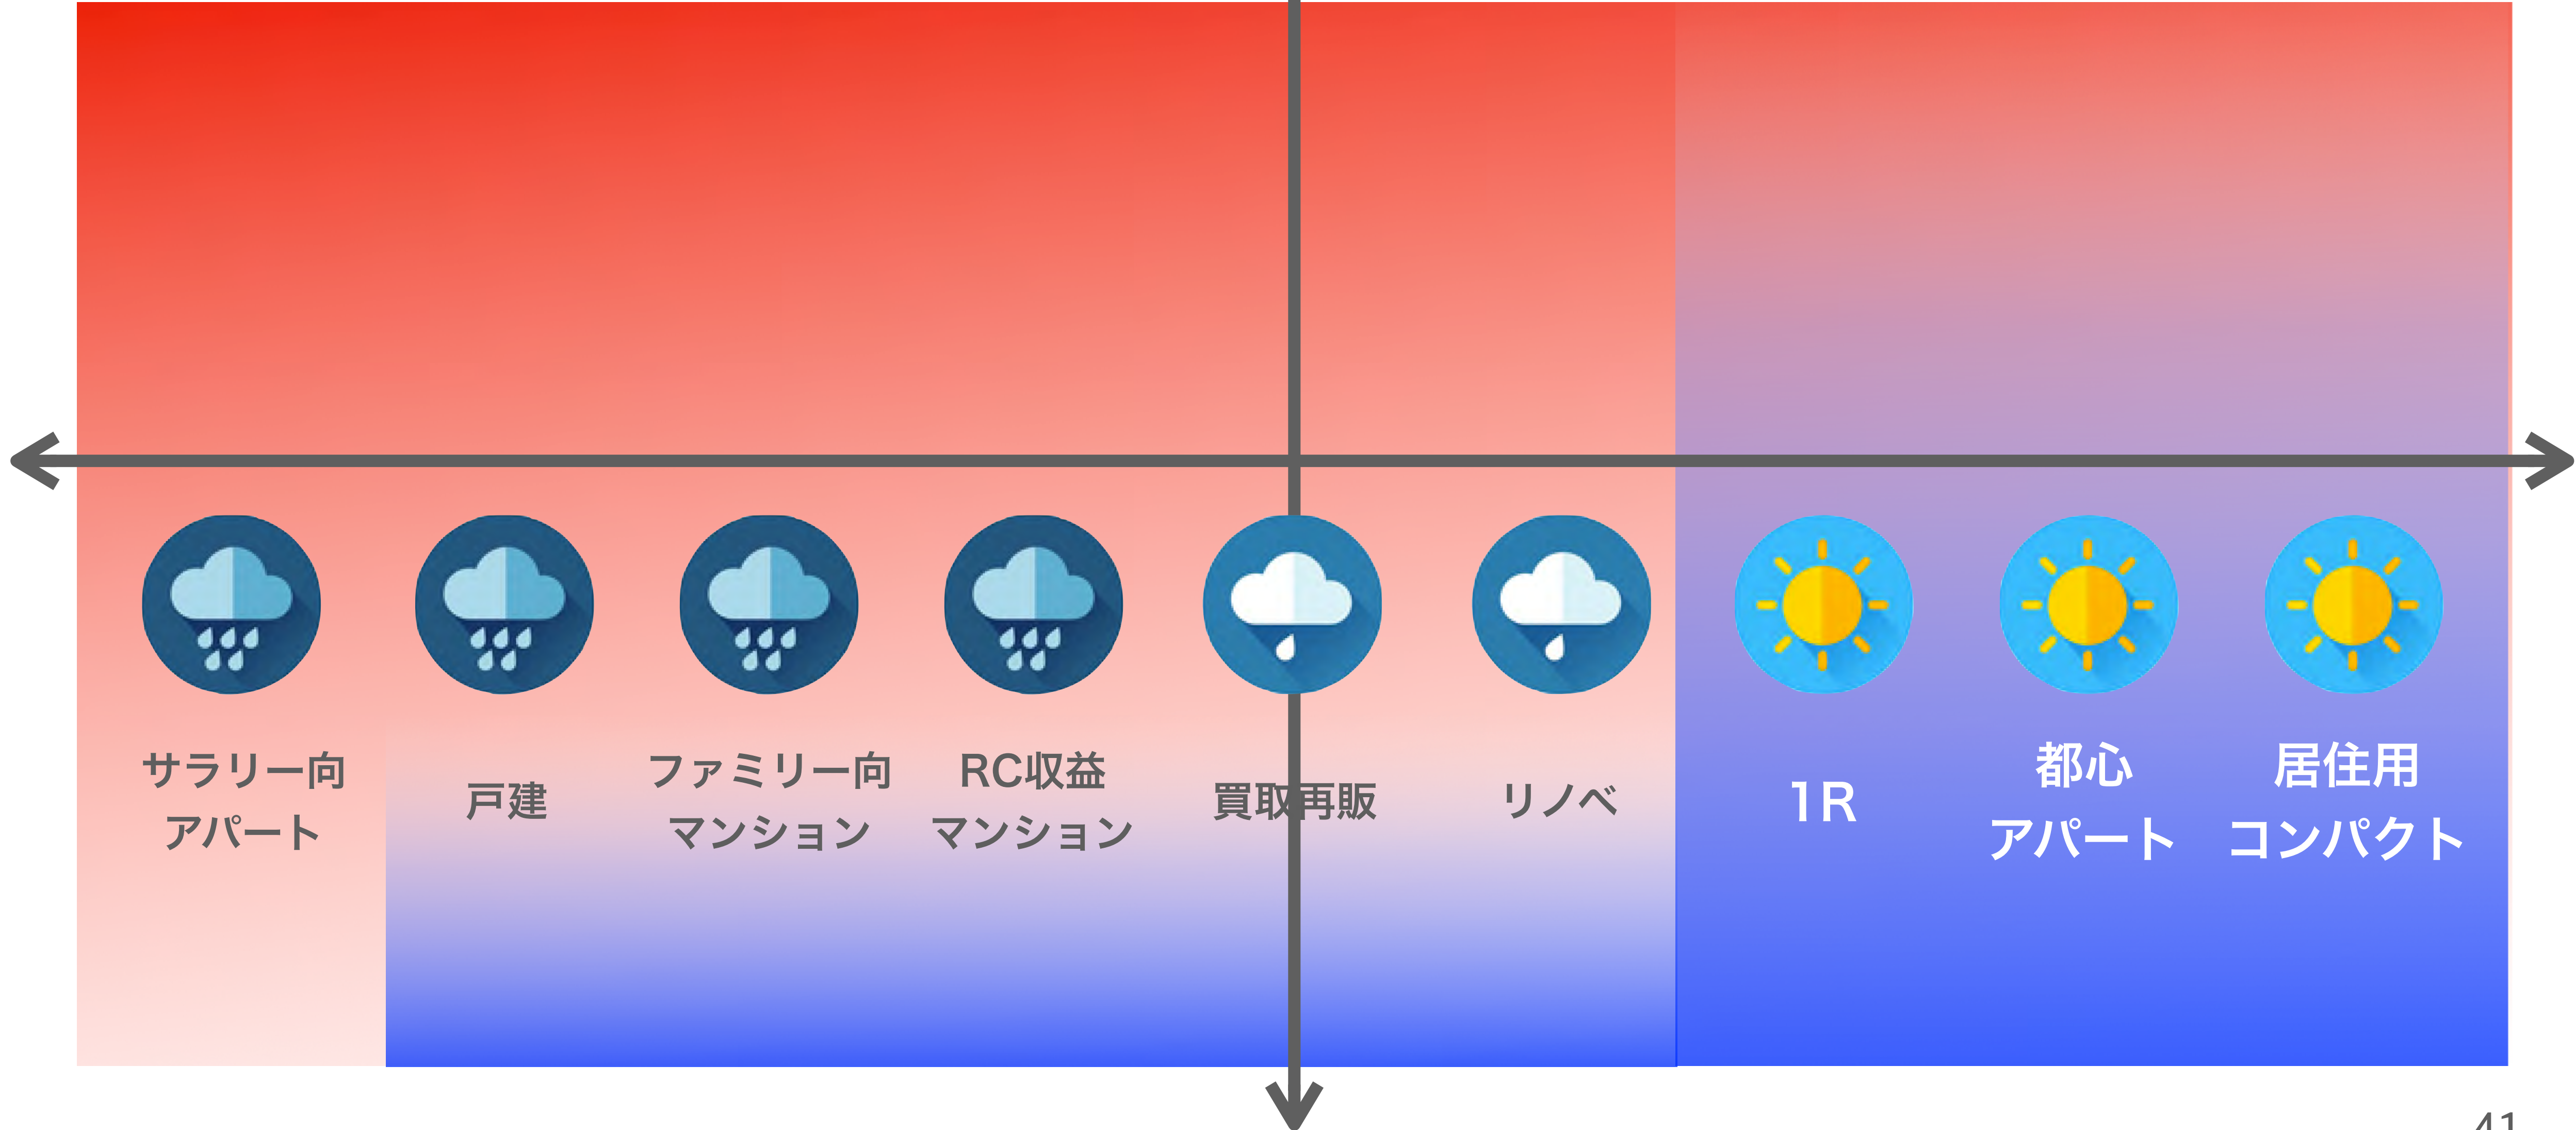 サラリー向
アパート
戸建
ファミリー向
マンション
RC収益
マンション
買取再販
リノベ
1R
都心
アパート
居住用
コンパクト
41